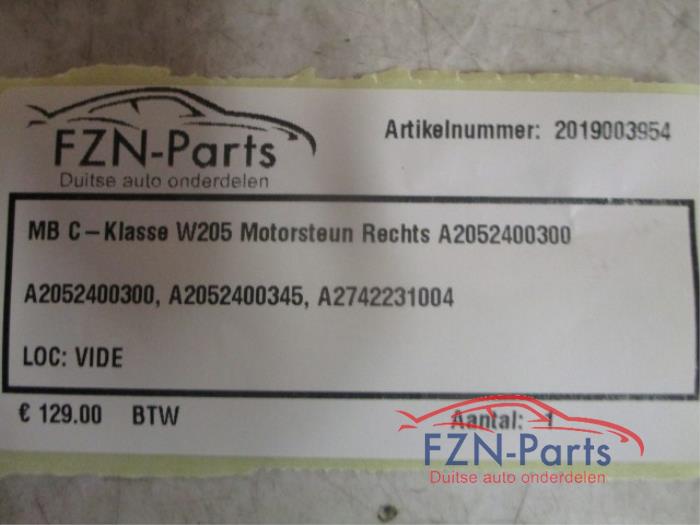 FZN-Parts
Duitse auto onderdelen
Artikelnummer: 2019003954
MB C-Klasse W205 Motorsteun Rechts A2052400300
A2052400300, A2052400345, A2742231004
LOC: VIDE
€ 129.00 BTW
Aantal: 1
FZN-Parts
Duitse auto onderdelen